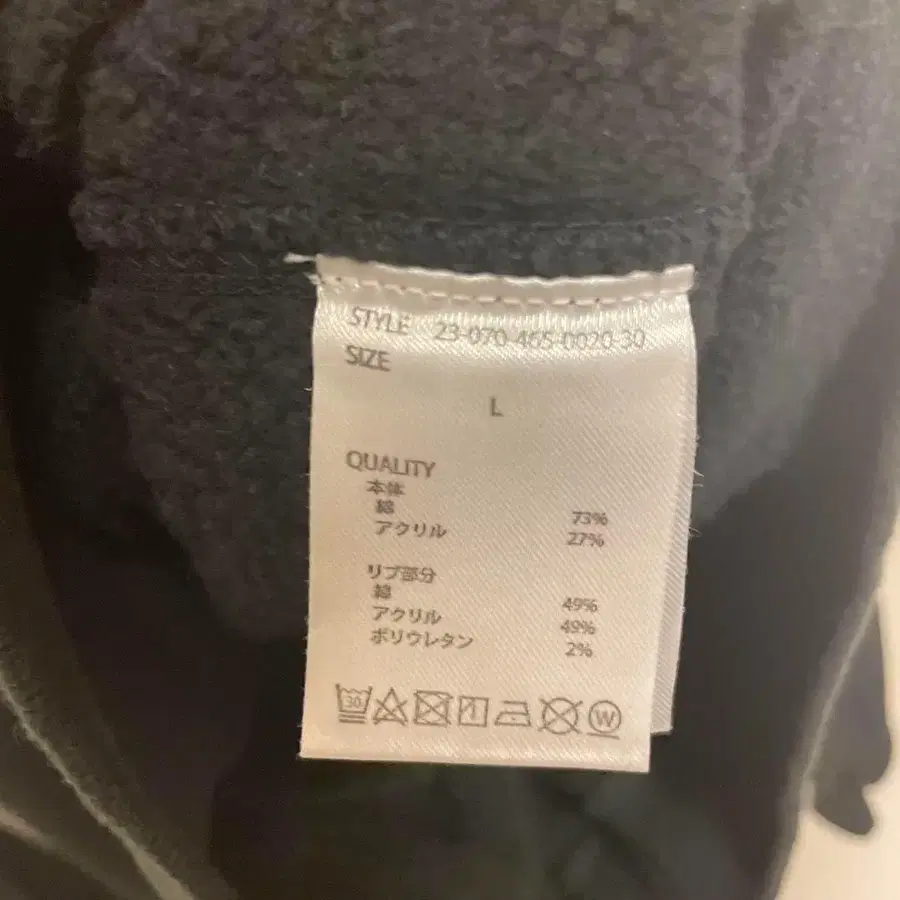 STYLE 23-070-465-0020-30
SIZE
L
QUALITY
本体
綿 73%
アクリル 27%
リブ部分
綿 49%
アクリル 49%
ポリウレタン 2%
30
W